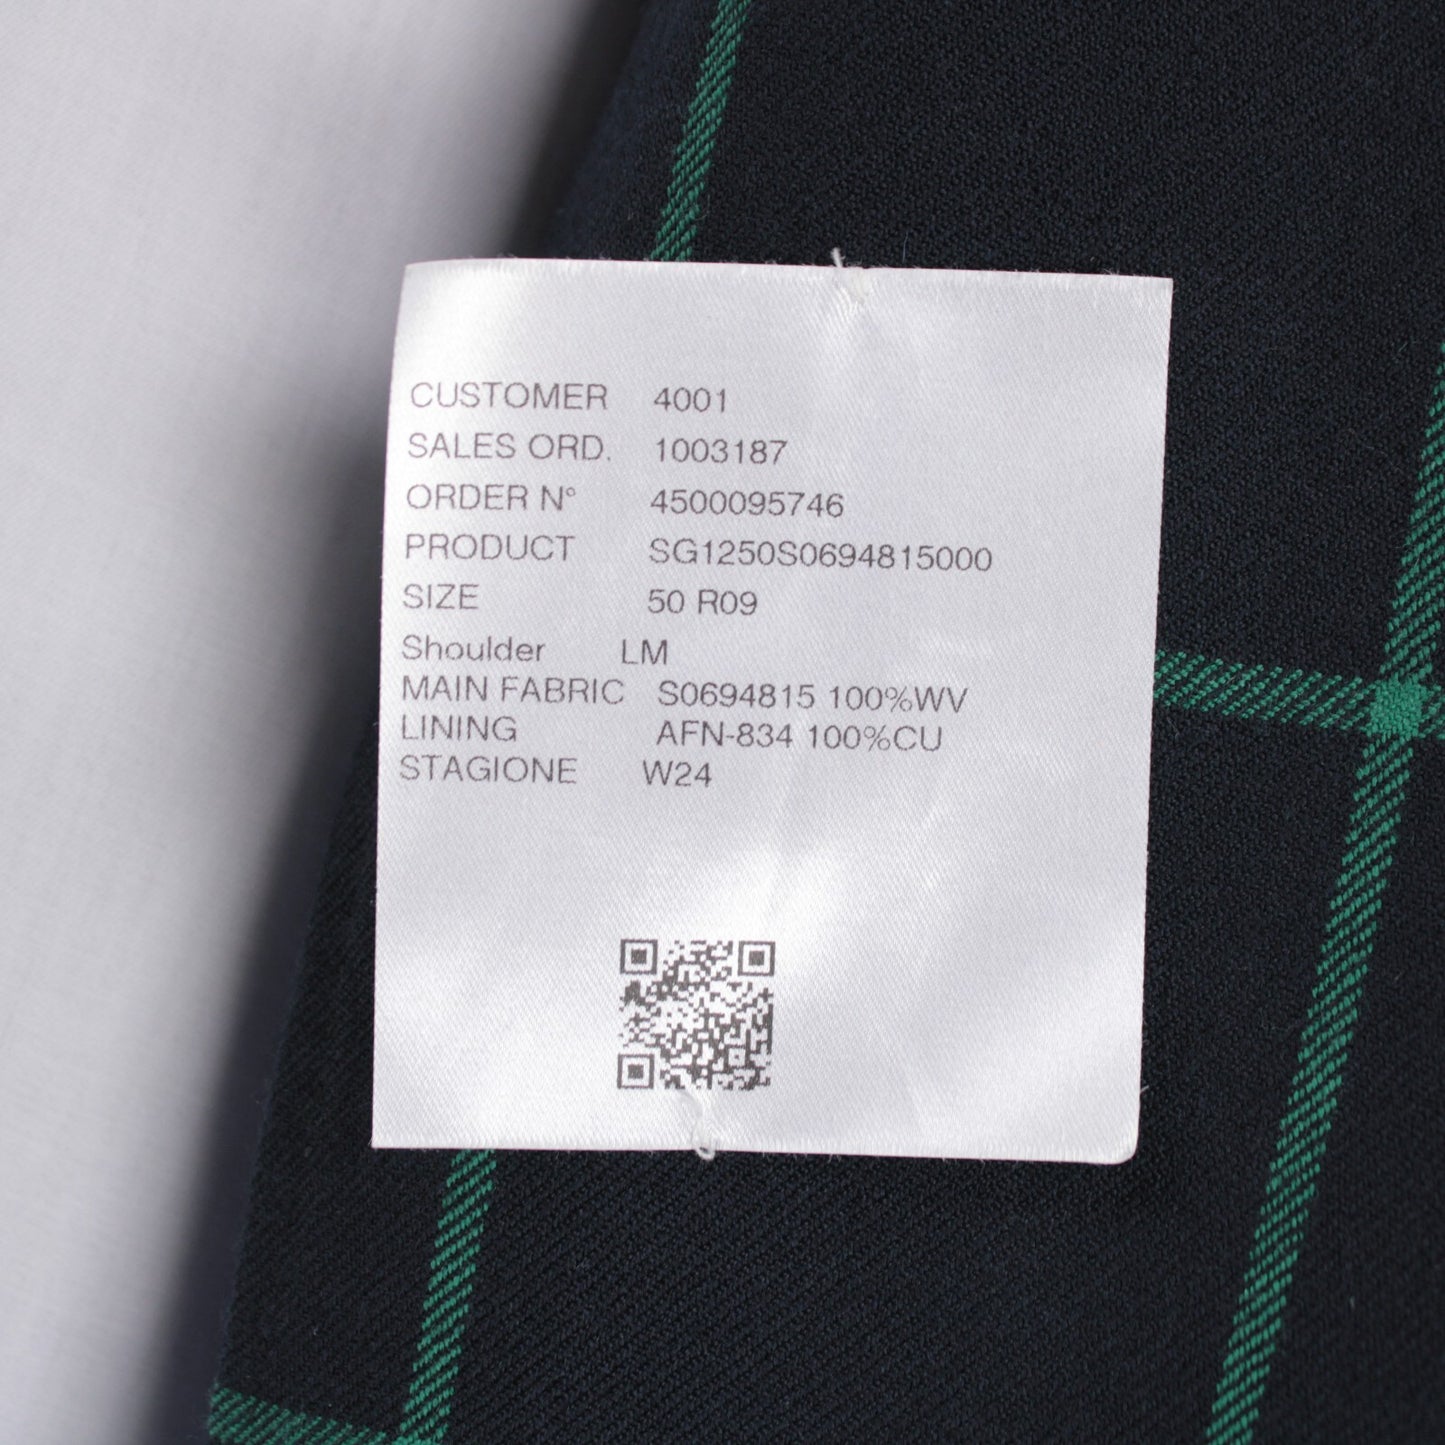 CUSTOMER 4001
SALES ORD. 1003187
ORDER N° 4500095746
PRODUCT SG1250S0694815000
SIZE 50 R09
Shoulder LM
MAIN FABRIC S0694815 100%WV
LINING AFN-834 100%CU
STAGIONE W24